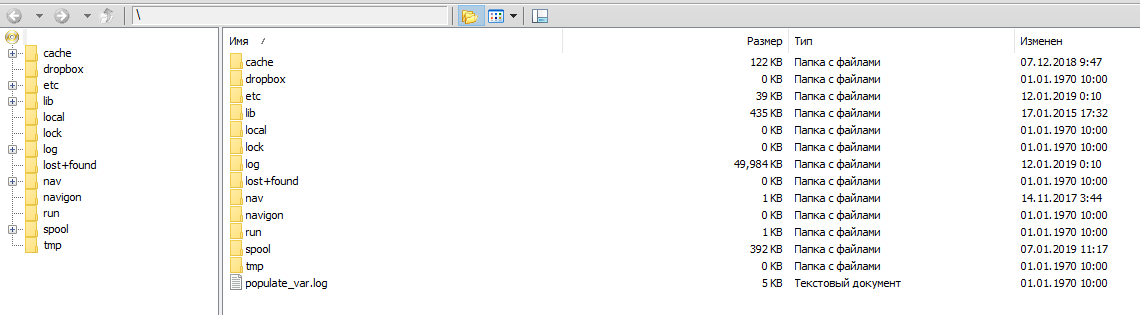 \
cache
dropbox
etc
lib
local
lock
log
lost+found
nav
navigon
run
spool
tmp
Имя / Размер Тип Изменен
cache 122 KB Папка с файлами 07.12.2018 9:47
dropbox 0 KB Папка с файлами 01.01.1970 10:00
etc 39 KB Папка с файлами 12.01.2019 0:10
lib 435 KB Папка с файлами 17.01.2015 17:32
local 0 KB Папка с файлами 01.01.1970 10:00
lock 0 KB Папка с файлами 01.01.1970 10:00
log 49,984 KB Папка с файлами 12.01.2019 0:10
lost+found 0 KB Папка с файлами 01.01.1970 10:00
nav 1 KB Папка с файлами 14.11.2017 3:44
navigon 0 KB Папка с файлами 01.01.1970 10:00
run 1 KB Папка с файлами 01.01.1970 10:00
spool 392 KB Папка с файлами 07.01.2019 11:17
tmp 0 KB Папка с файлами 01.01.1970 10:00
populate_var.log 5 KB Текстовый документ 01.01.1970 10:00